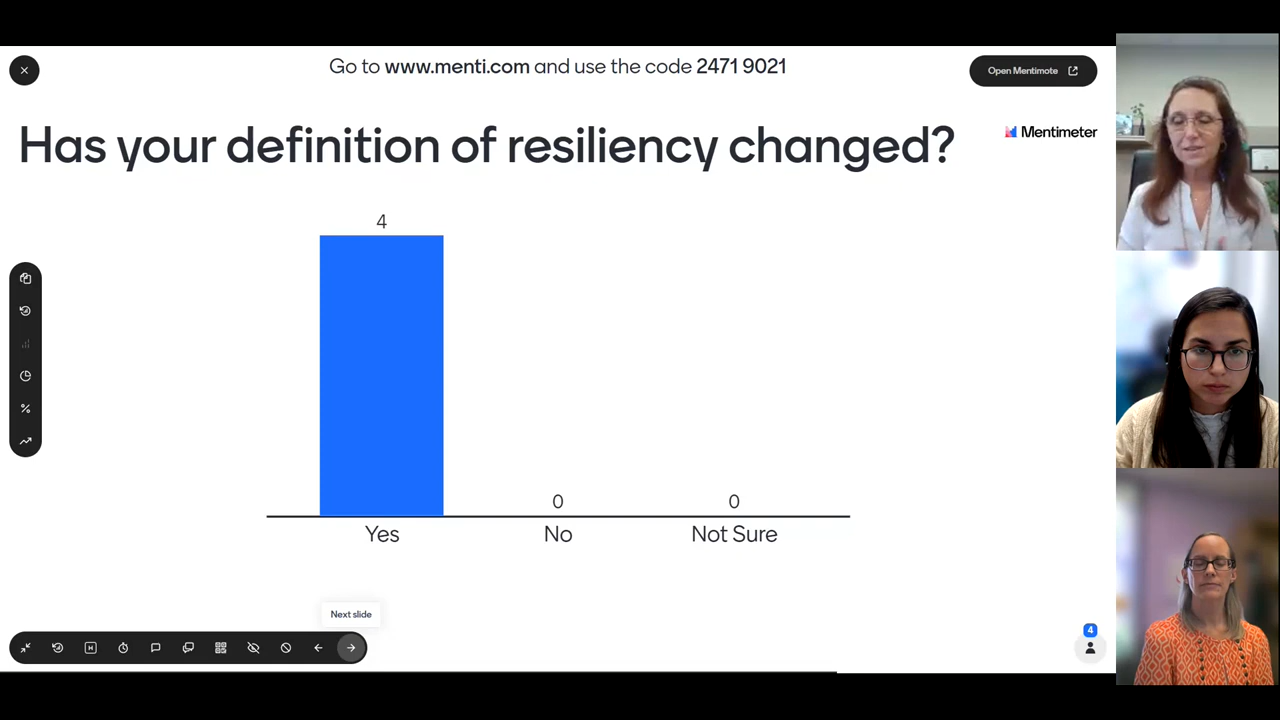 Go to www.menti.com and use the code 2471 9021
Open Mentimote
Has your definition of resiliency changed?
Mentimeter
4
0
0
Yes
No
Not Sure
Next slide
4